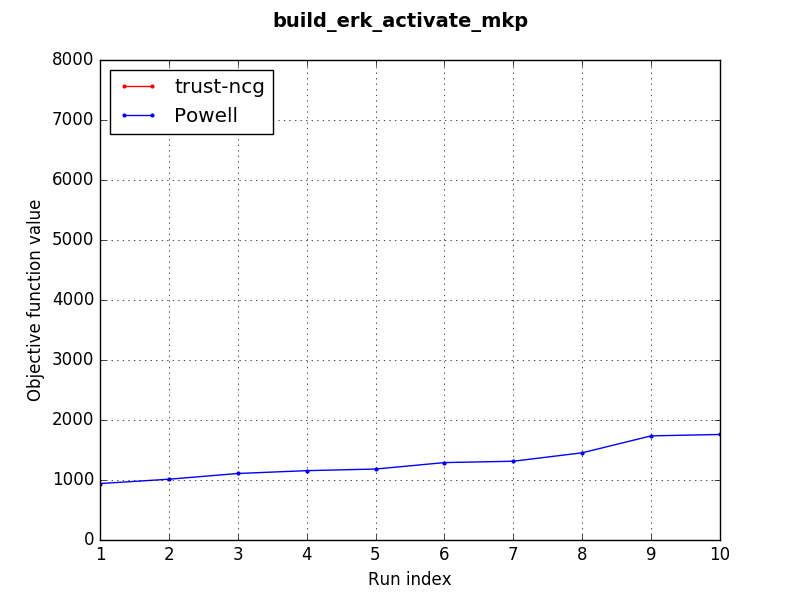 build_erk_activate_mkp
8000
7000
6000
5000
4000
3000
2000
1000
0
trust-ncg
Powell
Objective function value
1 2 3 4 5 6 7 8 9 10
Run index